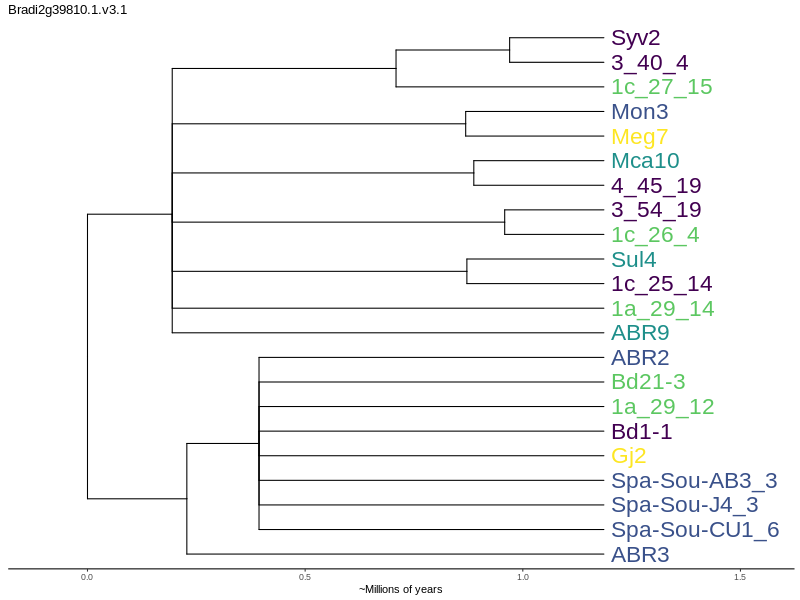 Bradi2g39810.1.v3.1
Syv2
3_40_4
1c_27_15
Mon3
Meg7
Mca10
4_45_19
3_54_19
1c_26_4
Sul4
1c_25_14
1a_29_14
ABR9
ABR2
Bd21-3
1a_29_12
Bd1-1
Gj2
Spa-Sou-AB3_3
Spa-Sou-J4_3
Spa-Sou-CU1_6
ABR3
0.0 0.5 1.0 1.5
~Millions of years